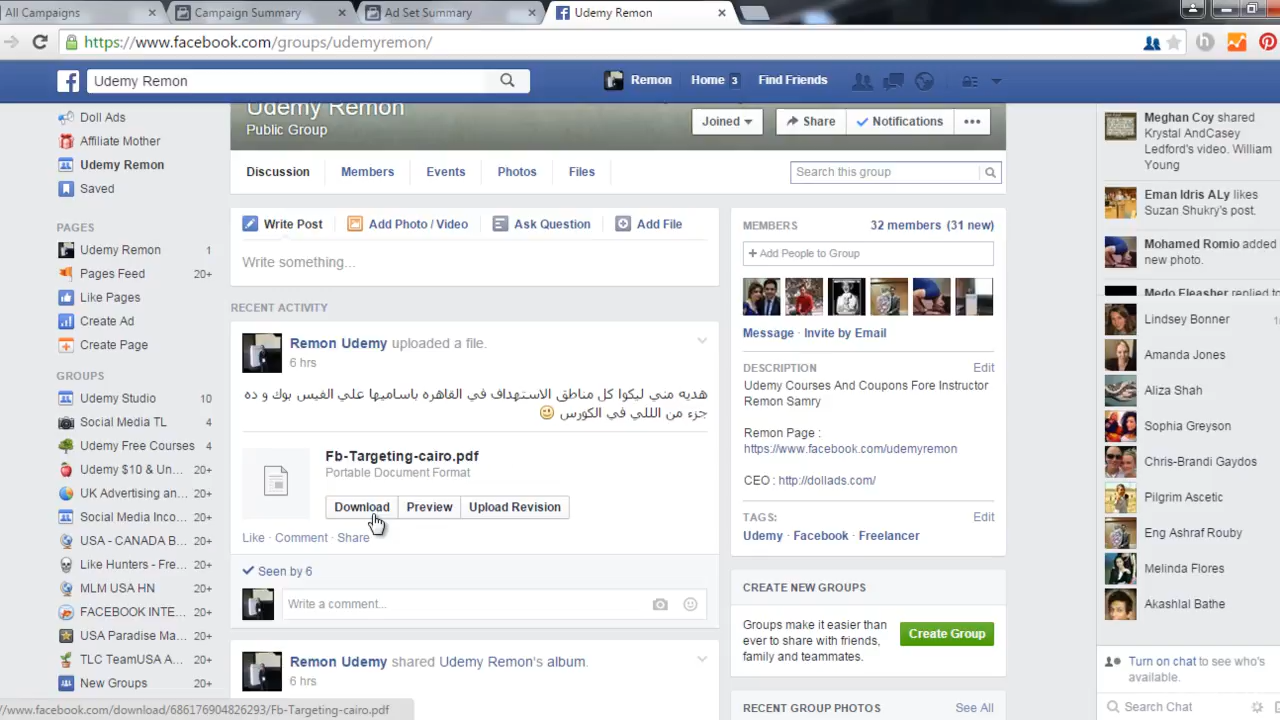 All Campaigns
Campaign Summary
Ad Set Summary
Udemy Remon
https://www.facebook.com/groups/udemyremon/
Udemy Remon
Remon
Home 3
Find Friends
Doll Ads
Affiliate Mother
Udemy Remon
Saved
PAGES
Udemy Remon 1
Pages Feed 20+
Like Pages
Create Ad
Create Page
GROUPS
Udemy Studio 10
Social Media TL 4
Udemy Free Courses 4
Udemy $10 & Un... 20+
UK Advertising an... 20+
Social Media Inco... 20+
USA - CANADA B... 20+
Like Hunters - Fre... 20+
MLM USA HN 20+
FACEBOOK INTE... 20+
USA Paradise Ma... 20+
TLC TeamUSA A... 20+
New Groups 20+
Udemy Remon
Public Group
Joined
Share
Notifications
Discussion
Members
Events
Photos
Files
Search this group
Write Post
Add Photo / Video
Ask Question
Add File
Write something...
RECENT ACTIVITY
Remon Udemy uploaded a file.
6 hrs
هديه مني ليكوا كل مناطق الاستهداف في القاهره باساميها علي الفيس بوك و ده
جزء من الللي في الكورس
Fb-Targeting-cairo.pdf
Portable Document Format
Download
Preview
Upload Revision
Like · Comment · Share
Seen by 6
Write a comment...
Remon Udemy shared Udemy Remon's album.
6 hrs
MEMBERS
32 members (31 new)
+ Add People to Group
Message · Invite by Email
DESCRIPTION
Edit
Udemy Courses And Coupons Fore Instructor
Remon Samry
Remon Page :
https://www.facebook.com/udemyremon
CEO : http://dollads.com/
TAGS:
Edit
Udemy · Facebook · Freelancer
CREATE NEW GROUPS
Groups make it easier than
ever to share with friends,
family and teammates.
Create Group
RECENT GROUP PHOTOS
See All
Meghan Coy shared
Krystal AndCasey
Ledford's video. William
Young
Eman Idris ALy likes
Suzan Shukry's post.
Mohamed Romio added
new photo.
Medo Eleasher replied to
Lindsey Bonner
Amanda Jones
Aliza Shah
Sophia Greyson
Chris-Brandi Gaydos
Pilgrim Ascetic
Eng Ashraf Rouby
Melinda Flores
Akashlal Bathe
Turn on chat to see who's
available.
Search Chat
//www.facebook.com/download/686176904826293/Fb-Targeting-cairo.pdf